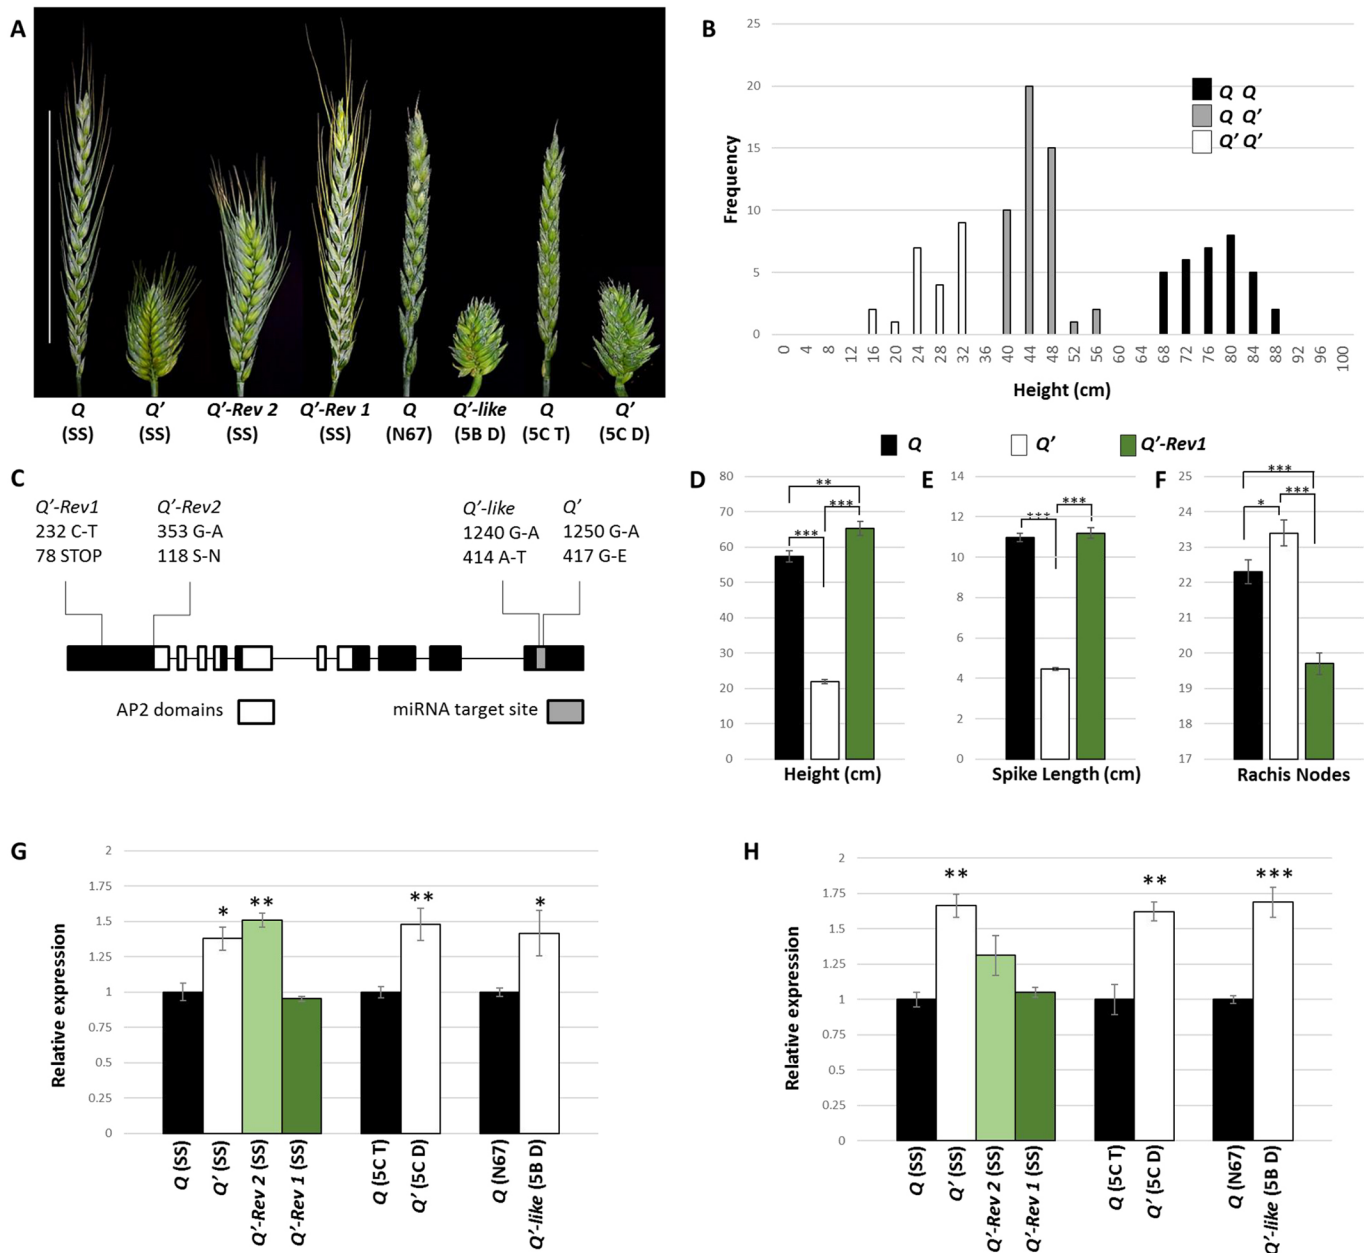 A
Q Q' Q'-Rev 2 Q'-Rev 1 Q Q'-like Q Q'
(SS) (SS) (SS) (SS) (N67) (5B D) (5C T) (5C D)
B
25
20
15
10
5
0
Frequency
Q Q
Q Q'
Q' Q'
0 4 8 12 16 20 24 28 32 36 40 44 48 52 56 60 64 68 72 76 80 84 88 92 96 100
Height (cm)
C
Q'-Rev1 Q'-Rev2 Q'-like Q'
232 C-T 353 G-A 1240 G-A 1250 G-A
78 STOP 118 S-N 414 A-T 417 G-E
AP2 domains miRNA target site
Q Q' Q'-Rev1
D
80
70
60
50
40
30
20
10
0
**
***
***
Height (cm)
E
14
12
10
8
6
4
2
0
***
***
Spike Length (cm)
F
25
24
23
22
21
20
19
18
17
***
***
*
Rachis Nodes
G
2
1.75
1.5
1.25
1
0.75
0.5
0.25
0
Relative expression
* ** ** *
Q (SS)
Q' (SS)
Q'-Rev 2 (SS)
Q'-Rev 1 (SS)
Q (5C T)
Q' (5C D)
Q (N67)
Q'-like (5B D)
H
2
1.75
1.5
1.25
1
0.75
0.5
0.25
0
Relative expression
** ** ***
Q (SS)
Q' (SS)
Q'-Rev 2 (SS)
Q'-Rev 1 (SS)
Q (5C T)
Q' (5C D)
Q (N67)
Q'-like (5B D)